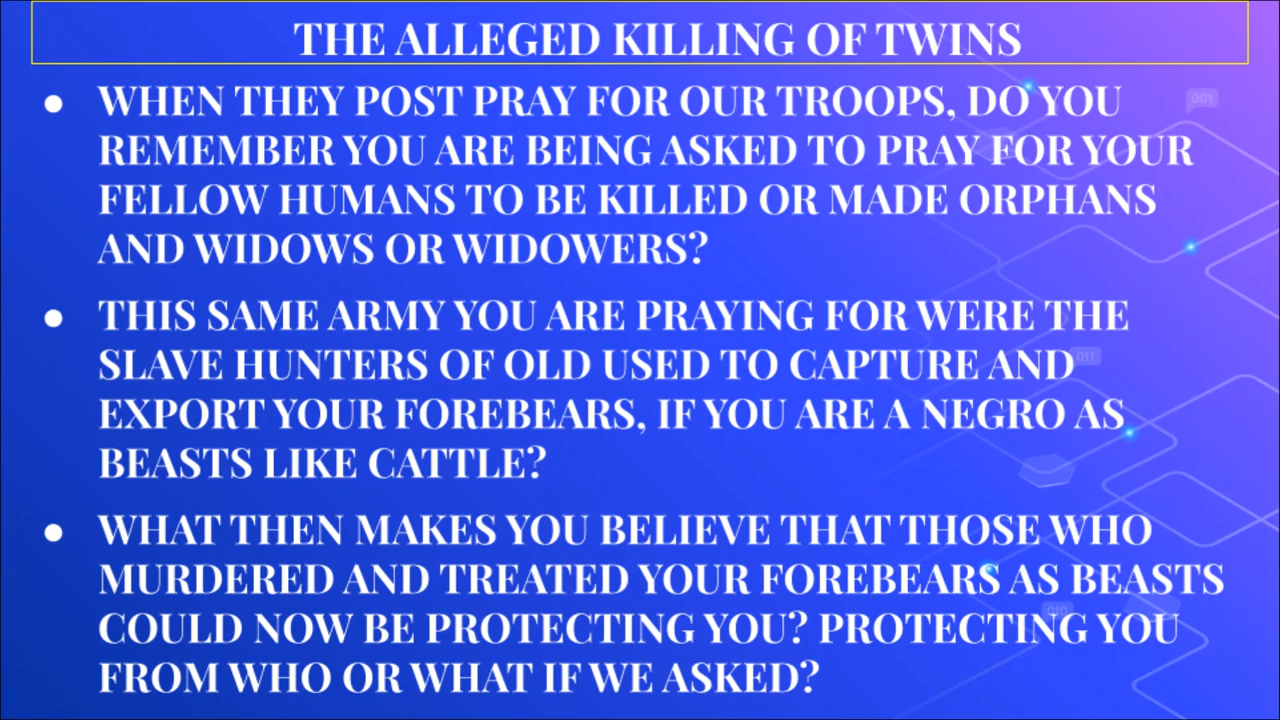 THE ALLEGED KILLING OF TWINS
● WHEN THEY POST PRAY FOR OUR TROOPS, DO YOU
REMEMBER YOU ARE BEING ASKED TO PRAY FOR YOUR
FELLOW HUMANS TO BE KILLED OR MADE ORPHANS
AND WIDOWS OR WIDOWERS?
● THIS SAME ARMY YOU ARE PRAYING FOR WERE THE
SLAVE HUNTERS OF OLD USED TO CAPTURE AND
EXPORT YOUR FOREBEARS, IF YOU ARE A NEGRO AS
BEASTS LIKE CATTLE?
● WHAT THEN MAKES YOU BELIEVE THAT THOSE WHO
MURDERED AND TREATED YOUR FOREBEARS AS BEASTS
COULD NOW BE PROTECTING YOU? PROTECTING YOU
FROM WHO OR WHAT IF WE ASKED?
001
011
010